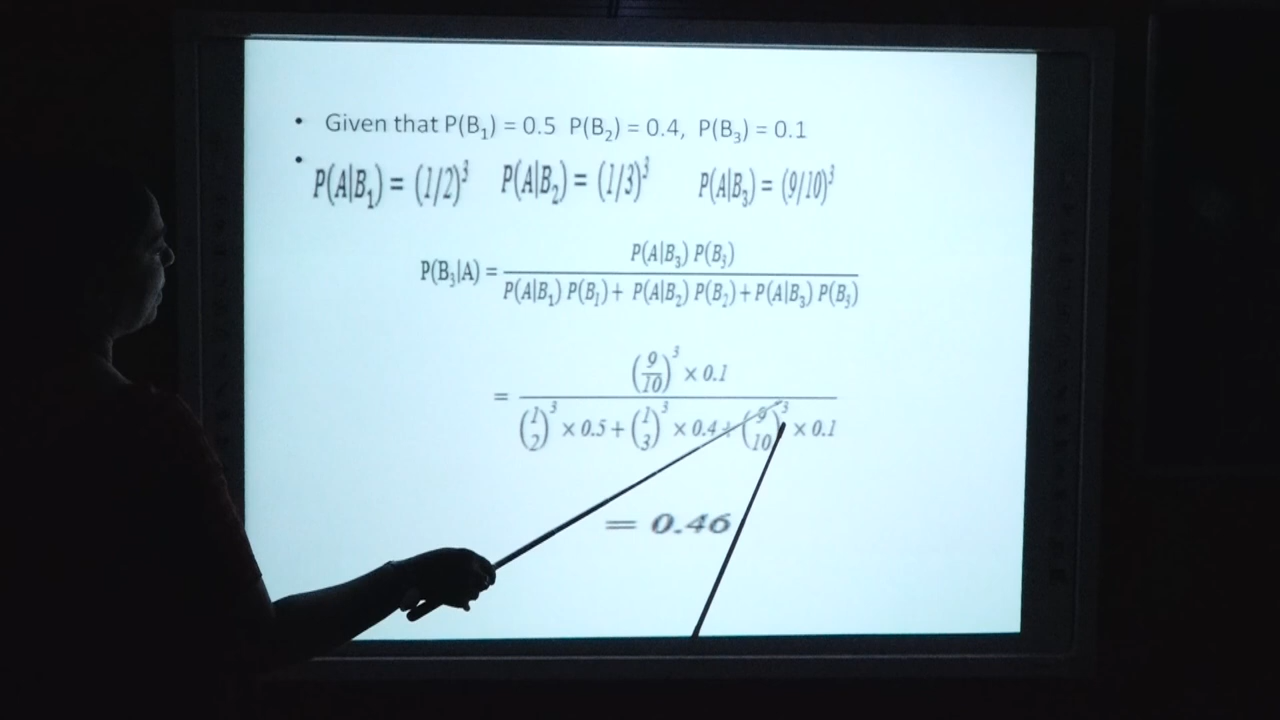 • Given that P(B₁) = 0.5 P(B₂) = 0.4, P(B₃) = 0.1
• P(A|B₁) = (1/2)³ P(A|B₂) = (1/3)³ P(A|B₃) = (9/10)³
P(B₃|A) = P(A|B₃) P(B₃) / P(A|B₁) P(B₁) + P(A|B₂) P(B₂) + P(A|B₃) P(B₃)
= (9/10)³ × 0.1 / (1/2)³ × 0.5 + (1/3)³ × 0.4 + (9/10)³ × 0.1
= 0.46